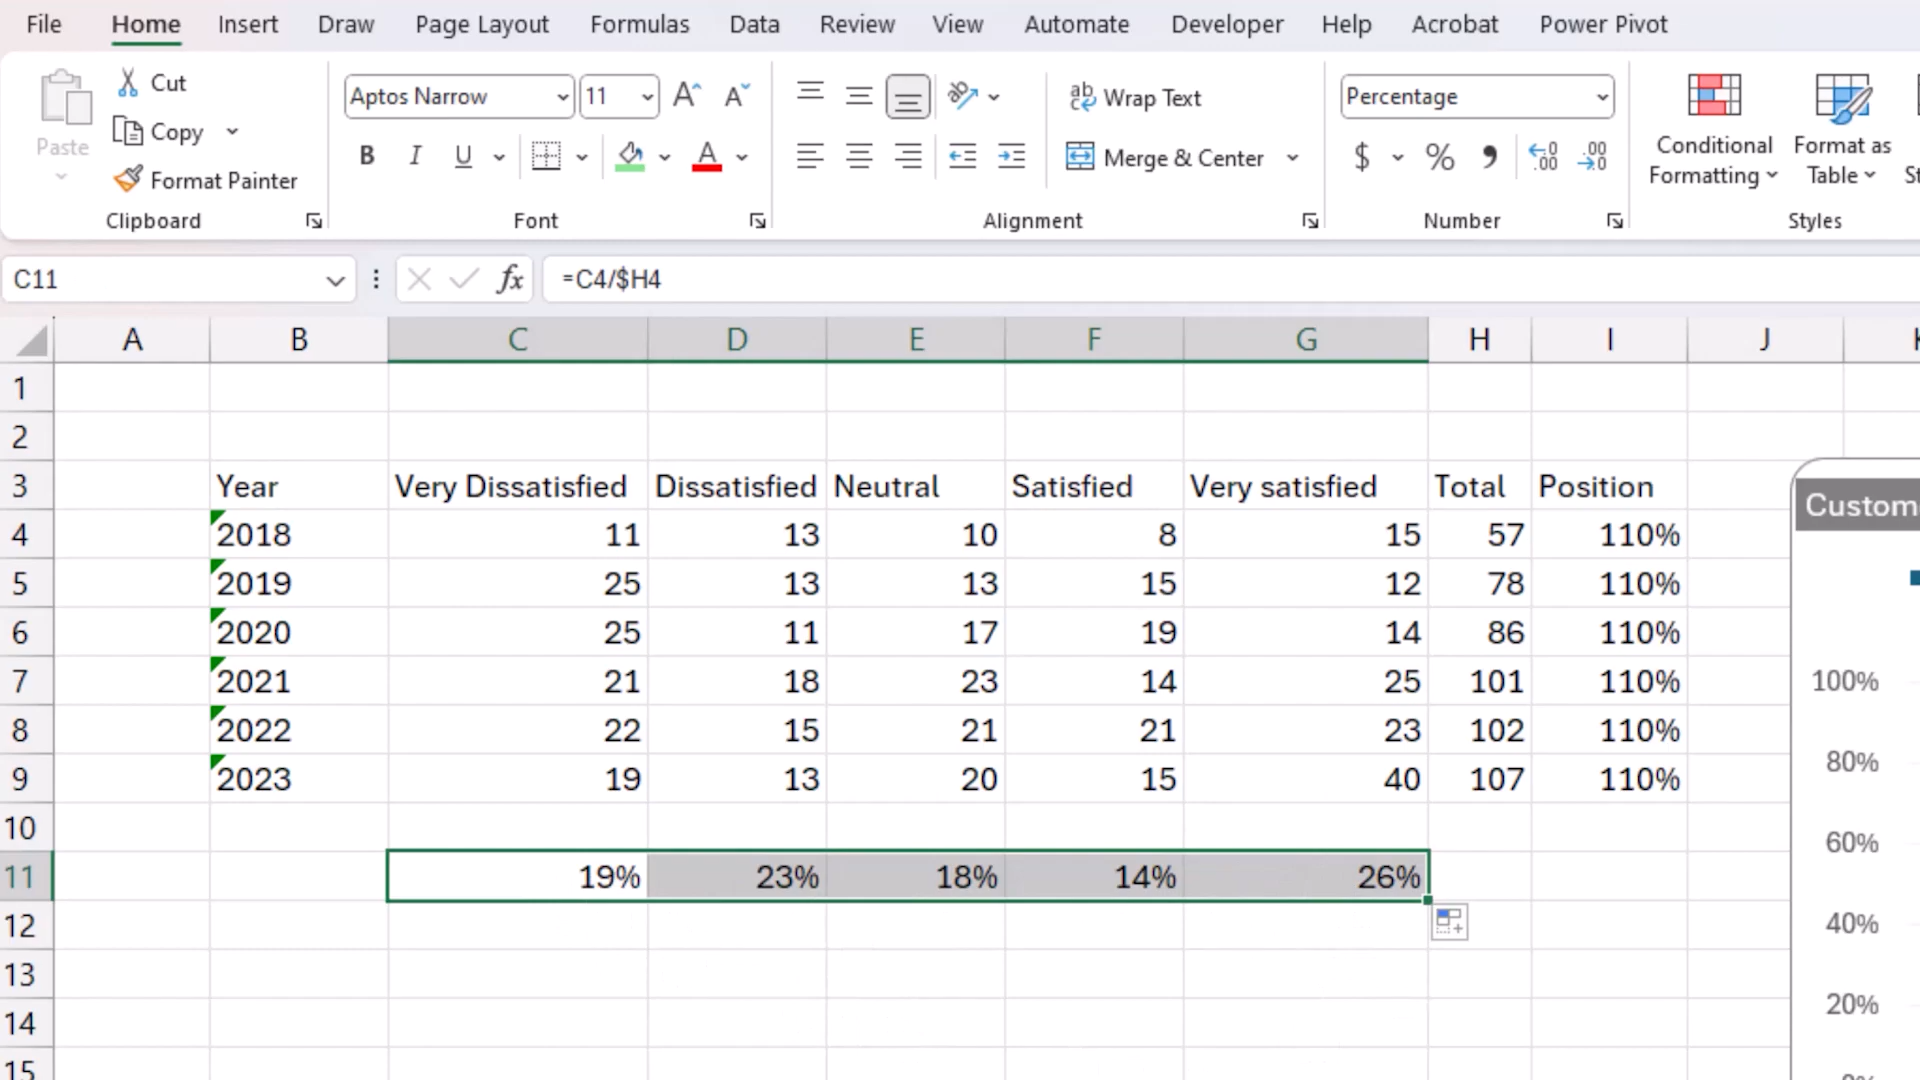 File Home Insert Draw Page Layout Formulas Data Review View Automate Developer Help Acrobat Power Pivot
Paste
Cut
Copy
Format Painter
Clipboard
Aptos Narrow 11
B I U
Font
Wrap Text
Merge & Center
Alignment
Percentage
$ % 9
Number
Conditional Formatting
Format as Table
Styles
C11 fx =C4/$H4
A B C D E F G H I J
1
2
3 Year Very Dissatisfied Dissatisfied Neutral Satisfied Very satisfied Total Position
4 2018 11 13 10 8 15 57 110%
5 2019 25 13 13 15 12 78 110%
6 2020 25 11 17 19 14 86 110%
7 2021 21 18 23 14 25 101 110%
8 2022 22 15 21 21 23 102 110%
9 2023 19 13 20 15 40 107 110%
10
11 19% 23% 18% 14% 26%
12
13
14
15
100%
80%
60%
40%
20%